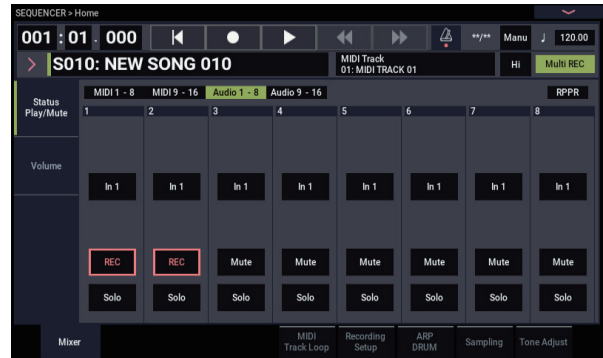 SEQUENCER > Home
001 : 01 . 000 **/** Manu ♩ 120.00
> S010: NEW SONG 010 MIDI Track Hi Multi REC
01: MIDI TRACK 01
Status MIDI 1 - 8 MIDI 9 - 16 Audio 1 - 8 Audio 9 - 16 RPPR
Play/Mute 1 2 3 4 5 6 7 8
Volume
In 1 In 1 In 1 In 1 In 1 In 1 In 1 In 1
REC REC Mute Mute Mute Mute Mute Mute
Solo Solo Solo Solo Solo Solo Solo Solo
Mixer MIDI Track Loop Recording Setup ARP DRUM Sampling Tone Adjust